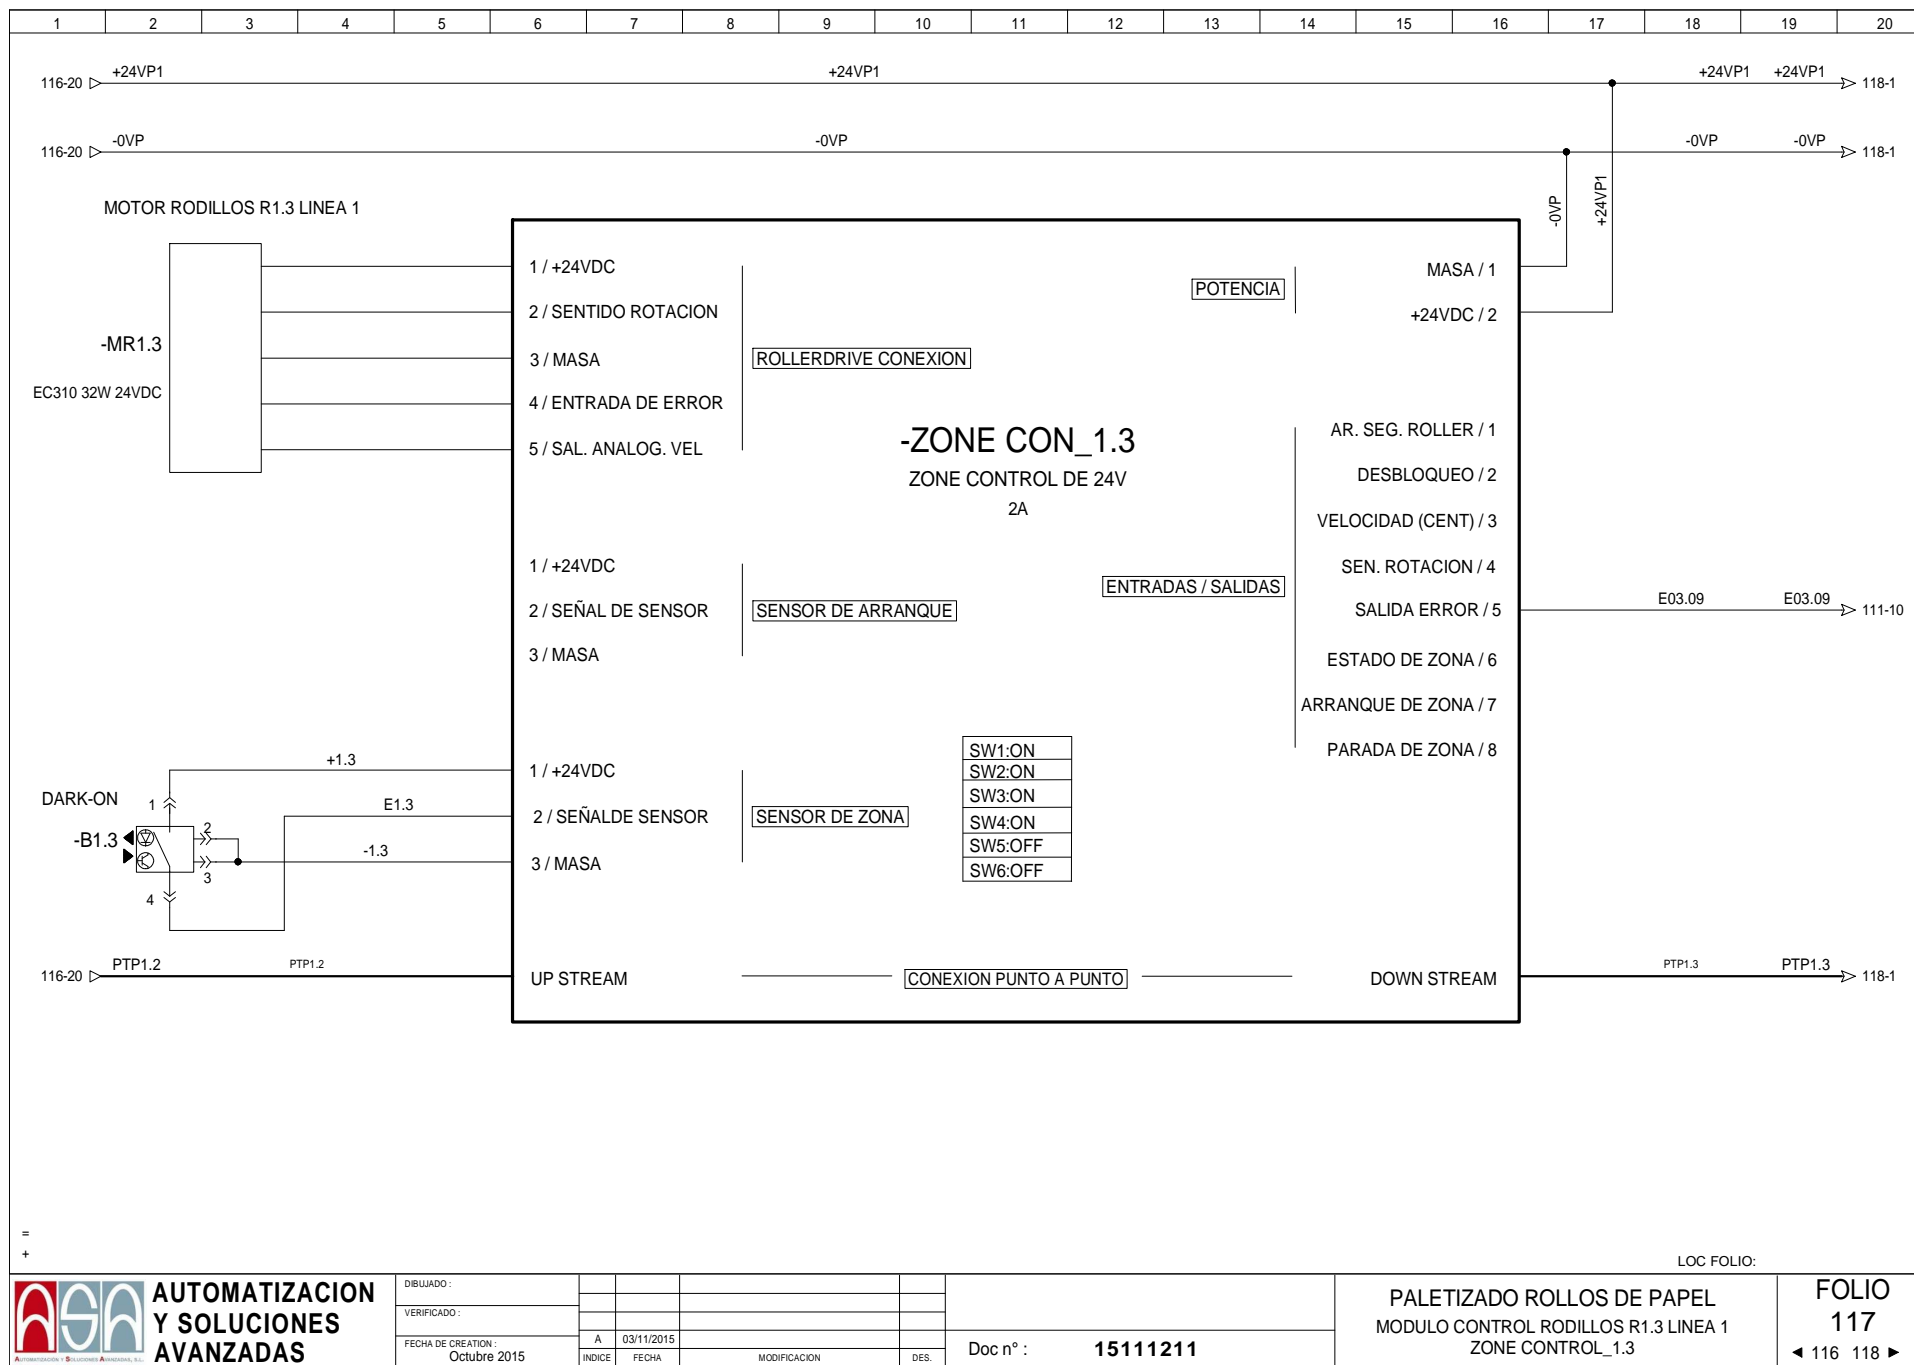 1 2 3 4 5 6 7 8 9 10 11 12 13 14 15 16 17 18 19 20
116-20 +24VP1 +24VP1 +24VP1 +24VP1 118-1
116-20 -0VP -0VP -0VP -0VP 118-1
-0VP
+24VP1
MOTOR RODILLOS R1.3 LINEA 1
-MR1.3
EC310 32W 24VDC
1 / +24VDC
2 / SENTIDO ROTACION
3 / MASA
4 / ENTRADA DE ERROR
5 / SAL. ANALOG. VEL
ROLLERDRIVE CONEXION
POTENCIA
MASA / 1
+24VDC / 2
-ZONE CON_1.3
ZONE CONTROL DE 24V
2A
1 / +24VDC
2 / SEÑAL DE SENSOR
3 / MASA
SENSOR DE ARRANQUE
ENTRADAS / SALIDAS
AR. SEG. ROLLER / 1
DESBLOQUEO / 2
VELOCIDAD (CENT) / 3
SEN. ROTACION / 4
SALIDA ERROR / 5
ESTADO DE ZONA / 6
ARRANQUE DE ZONA / 7
PARADA DE ZONA / 8
E03.09 E03.09 111-10
DARK-ON
-B1.3
1
2
3
4
+1.3
E1.3
-1.3
1 / +24VDC
2 / SEÑALDE SENSOR
3 / MASA
SENSOR DE ZONA
SW1:ON
SW2:ON
SW3:ON
SW4:ON
SW5:OFF
SW6:OFF
116-20 PTP1.2 PTP1.2
UP STREAM
CONEXION PUNTO A PUNTO
DOWN STREAM
PTP1.3 PTP1.3 118-1
=
+
LOC FOLIO:
ASA
AUTOMATIZACIÓN Y SOLUCIONES AVANZADAS, S.L.
AUTOMATIZACION
Y SOLUCIONES
AVANZADAS
DIBUJADO :
VERIFICADO :
FECHA DE CREATION :
Octubre 2015
A 03/11/2015
INDICE FECHA MODIFICACION DES.
Doc n° : 15111211
PALETIZADO ROLLOS DE PAPEL
MODULO CONTROL RODILLOS R1.3 LINEA 1
ZONE CONTROL_1.3
FOLIO
117
116 118